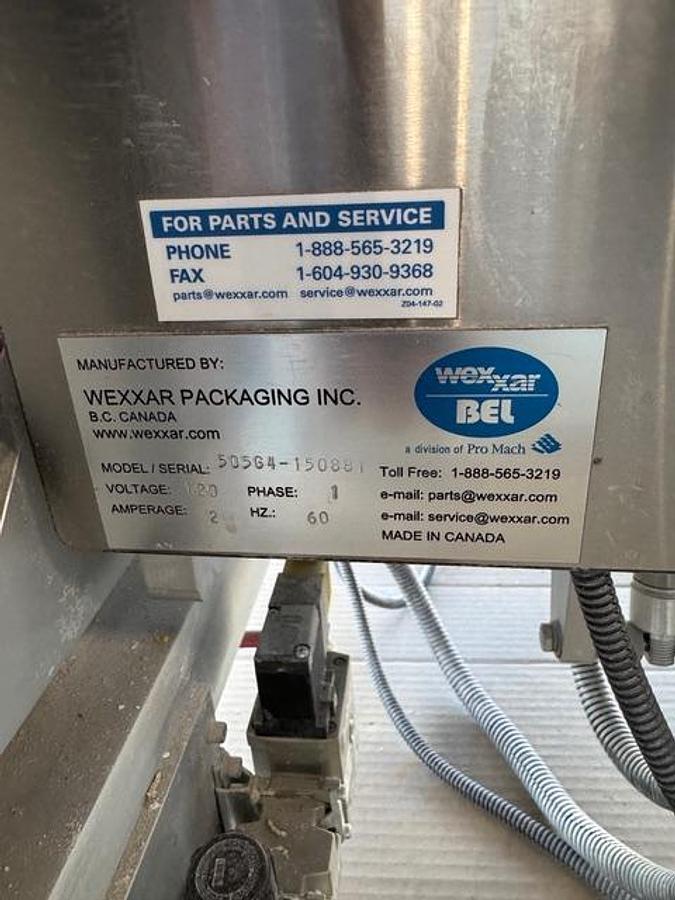 FOR PARTS AND SERVICE
PHONE 1-888-565-3219
FAX 1-604-930-9368
parts@wexxar.com service@wexxar.com
Z04-147-02
MANUFACTURED BY:
WEXXAR PACKAGING INC.
B.C. CANADA
www.wexxar.com
MODEL / SERIAL:
VOLTAGE: 120 PHASE: 1
AMPERAGE: 2 HZ.: 60
wexxar
BEL
a division of Pro Mach
Toll Free: 1-888-565-3219
e-mail: parts@wexxar.com
e-mail: service@wexxar.com
MADE IN CANADA